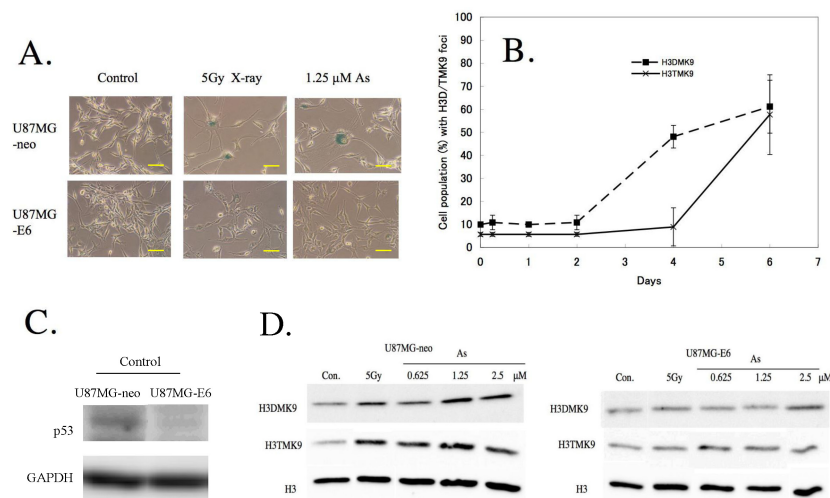 A.
Control 5Gy X-ray 1.25 μM As
U87MG
-neo
U87MG
-E6
B.
100
90
80
70
60
50
40
30
20
10
0
Cell population (%) with H3D/TMK9 foci
H3DMK9
H3TMK9
0 1 2 3 4 5 6 7
Days
C.
Control
U87MG-neo U87MG-E6
p53
GAPDH
D.
U87MG-neo
As
Con. 5Gy 0.625 1.25 2.5 μM
H3DMK9
H3TMK9
H3
U87MG-E6
As
Con. 5Gy 0.625 1.25 2.5 μM
H3DMK9
H3TMK9
H3